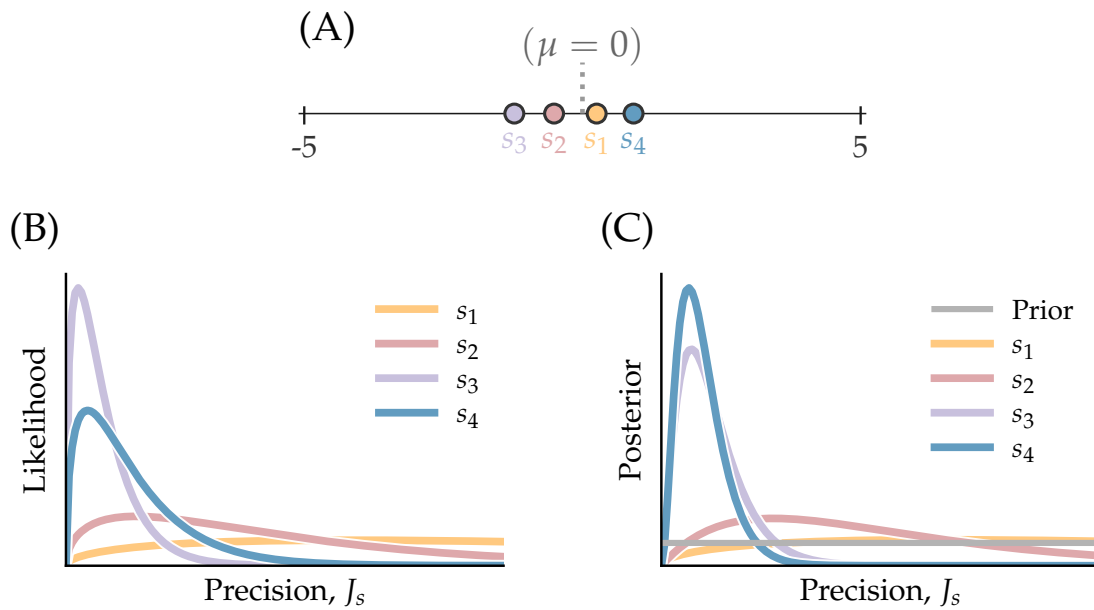 (A)
(μ = 0)
-5
s₃
s₂
s₁
s₄
5
(B)
Likelihood
s₁
s₂
s₃
s₄
Precision, Jₛ
(C)
Posterior
Prior
s₁
s₂
s₃
s₄
Precision, Jₛ